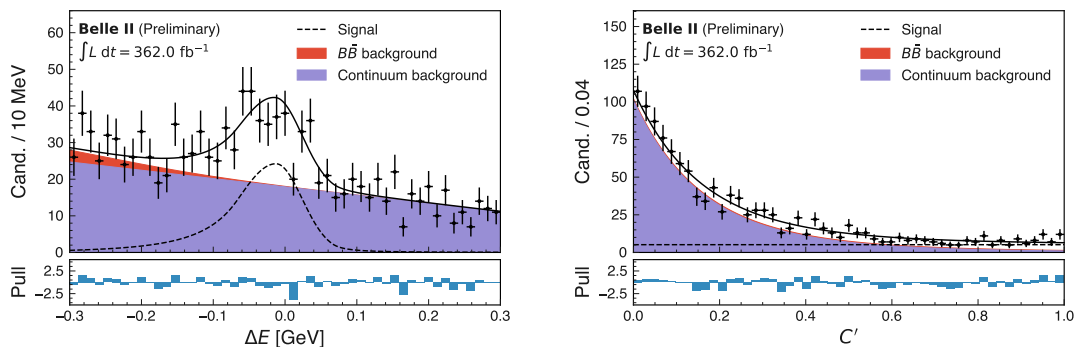 Belle II (Preliminary)
∫L dt = 362.0 fb⁻¹
Signal
BB̄ background
Continuum background
Cand. / 10 MeV
60
50
40
30
20
10
0
Pull
2.5
−2.5
−0.3 −0.2 −0.1 0.0 0.1 0.2 0.3
ΔE [GeV]
Belle II (Preliminary)
∫L dt = 362.0 fb⁻¹
Signal
BB̄ background
Continuum background
Cand. / 0.04
150
125
100
75
50
25
0
Pull
2.5
−2.5
0.0 0.2 0.4 0.6 0.8 1.0
C′